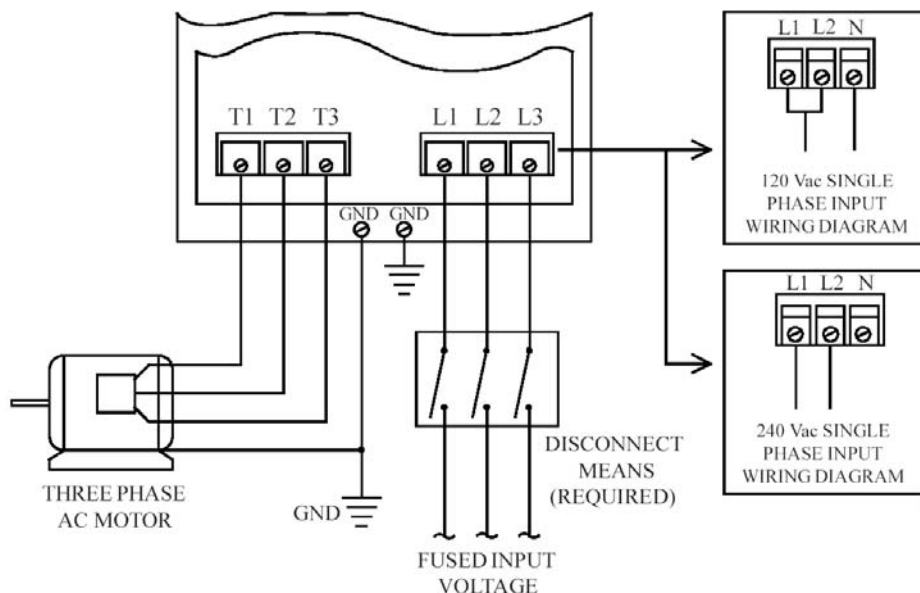 T1 T2 T3
L1 L2 L3
GND GND
THREE PHASE
AC MOTOR
GND
DISCONNECT
MEANS
(REQUIRED)
FUSED INPUT
VOLTAGE
L1 L2 N
120 Vac SINGLE
PHASE INPUT
WIRING DIAGRAM
L1 L2 N
240 Vac SINGLE
PHASE INPUT
WIRING DIAGRAM